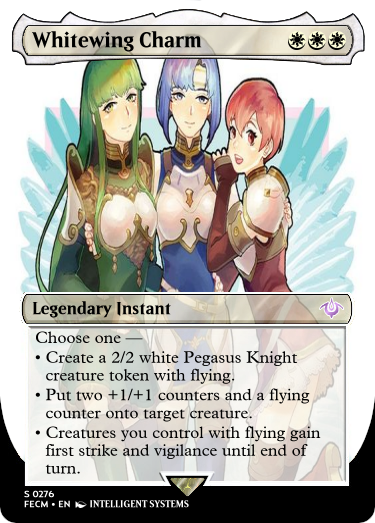 Whitewing Charm
Legendary Instant
Choose one —
• Create a 2/2 white Pegasus Knight
creature token with flying.
• Put two +1/+1 counters and a flying
counter onto target creature.
• Creatures you control with flying gain
first strike and vigilance until end of
turn.
S 0276
FECM • EN INTELLIGENT SYSTEMS